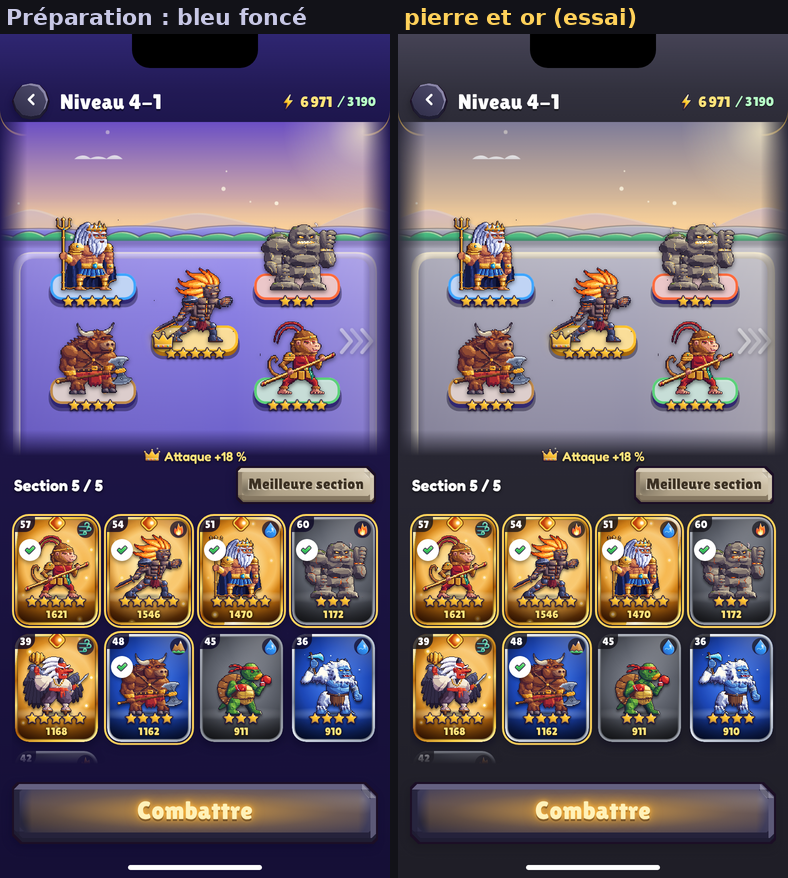 Préparation : bleu foncé
Niveau 4-1
6 971 / 3190
Attaque +18 %
Section 5 / 5
Meilleure section
57 54 51 60
1621 1546 1470 1172
39 48 45 36
1168 1162 911 910
42
Combattre
pierre et or (essai)
Niveau 4-1
6 971 / 3190
Attaque +18 %
Section 5 / 5
Meilleure section
57 54 51 60
1621 1546 1470 1172
39 48 45 36
1168 1162 911 910
42
Combattre